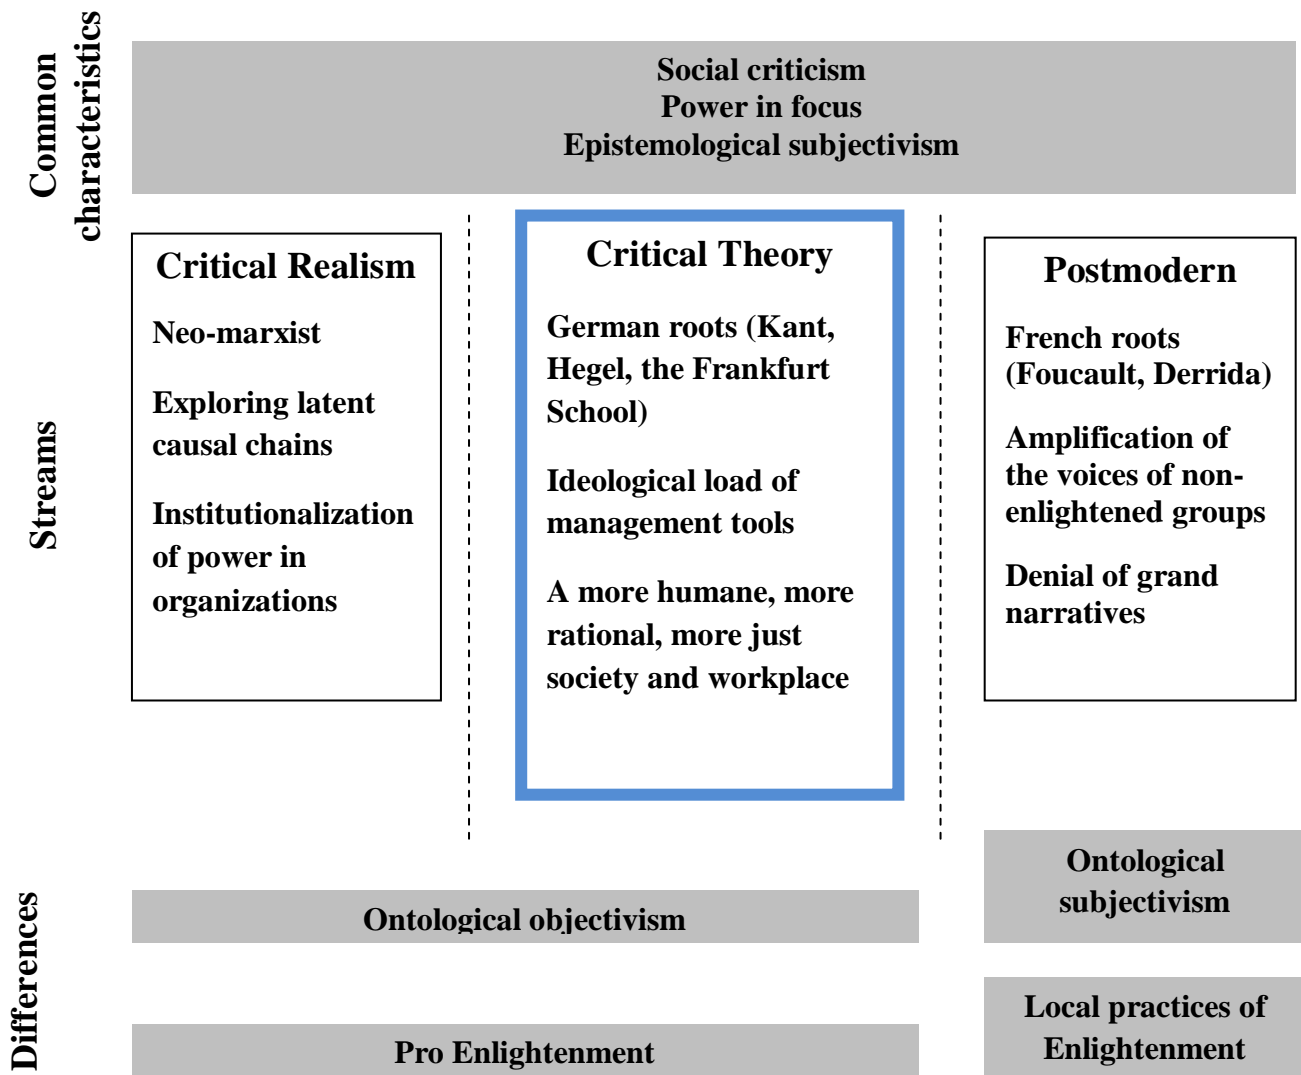 Common
characteristics
Social criticism
Power in focus
Epistemological subjectivism
Streams
Critical Realism
Neo-marxist
Exploring latent
causal chains
Institutionalization
of power in
organizations
Critical Theory
German roots (Kant,
Hegel, the Frankfurt
School)
Ideological load of
management tools
A more humane, more
rational, more just
society and workplace
Postmodern
French roots
(Foucault, Derrida)
Amplification of
the voices of non-
enlightened groups
Denial of grand
narratives
Differences
Ontological objectivism
Ontological
subjectivism
Pro Enlightenment
Local practices of
Enlightenment